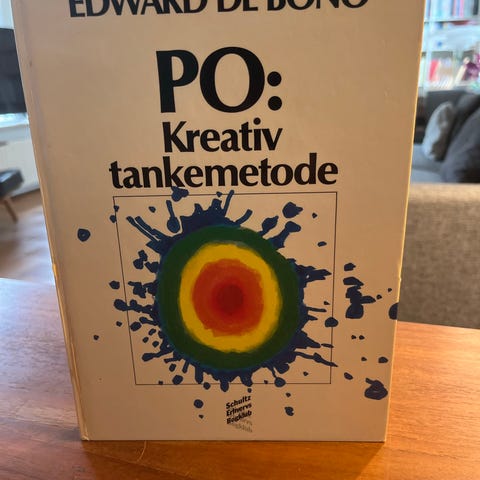 EDWARD DE BONO
PO:
Kreativ
tankemetode
Schultz
Erhvervs
Bogklub